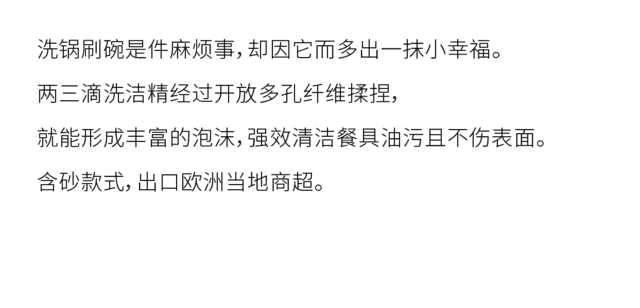 洗锅刷碗是件麻烦事，却因它而多出一抹小幸福。
两三滴洗洁精经过开放多孔纤维揉捏，
就能形成丰富的泡沫，强效清洁餐具油污且不伤表面。
含砂款式，出口欧洲当地商超。